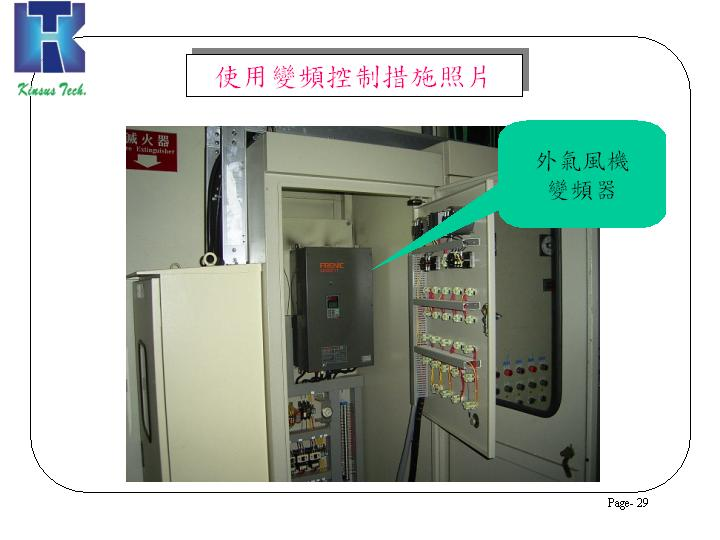 Kinsus Tech.
使用變頻控制措施照片
滅火器
Extinguisher
外氣風機
變頻器
FRENIC
Page- 29